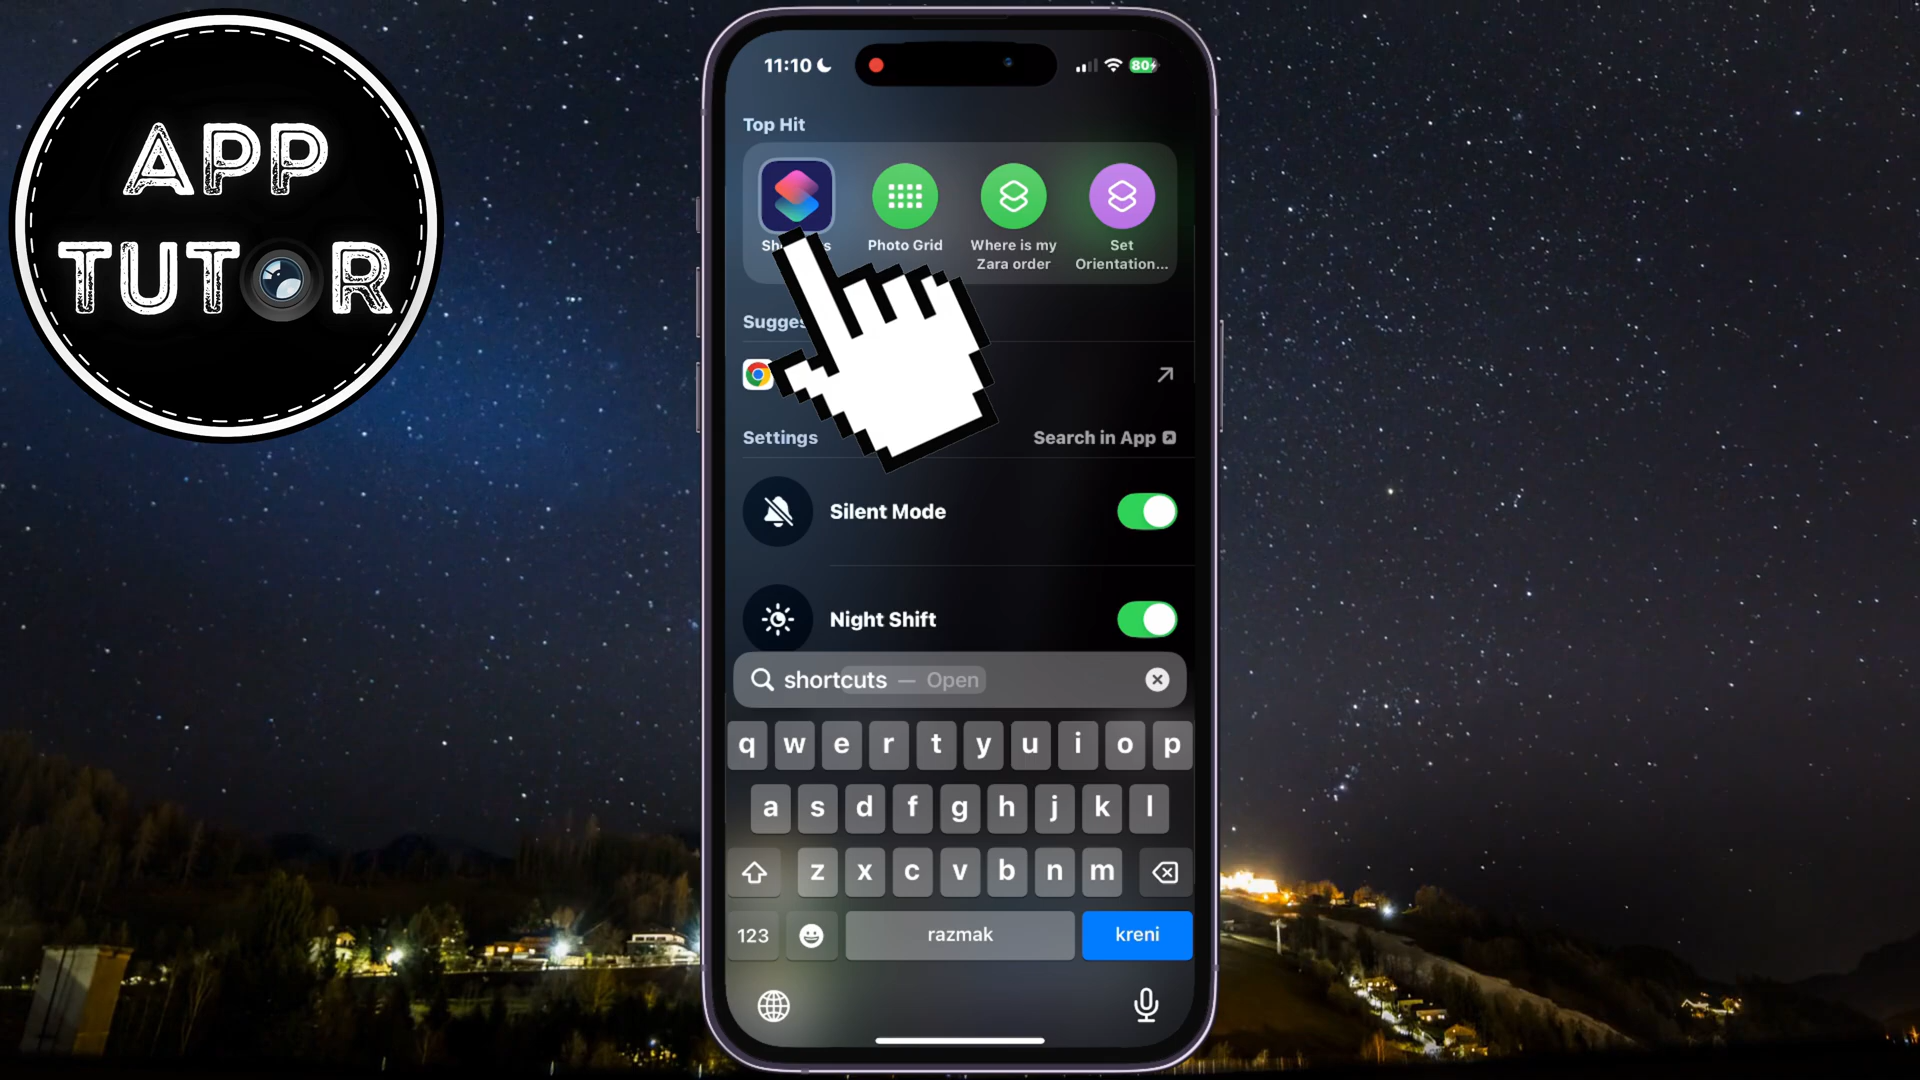 APP
TUTOR
11:10
80
Top Hit
Photo Grid
Where is my
Zara order
Set
Orientation...
Settings
Search in App
Silent Mode
Night Shift
shortcuts — Open
q w e r t y u i o p
a s d f g h j k l
z x c v b n m
123
razmak
kreni